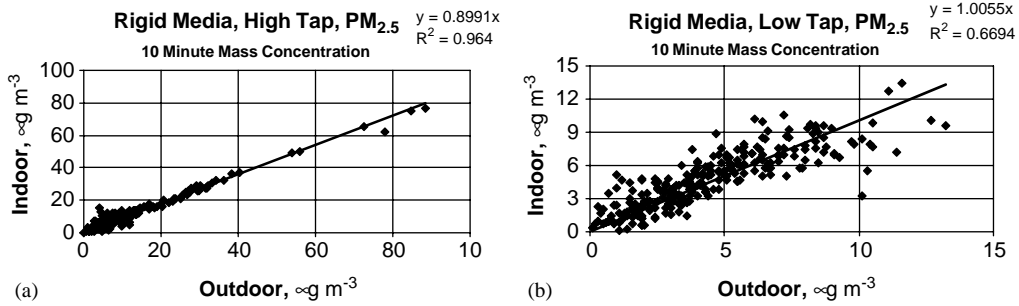 Rigid Media, High Tap, PM2.5
y = 0.8991x
R² = 0.964
10 Minute Mass Concentration
Indoor, ∝g m-3
100
80
60
40
20
0
0 20 40 60 80 10
Outdoor, ∝g m-3
(a)
Rigid Media, Low Tap, PM2.5
y = 1.0055x
R² = 0.6694
10 Minute Mass Concentration
Indoor, ∝g m-3
15
12
9
6
3
0
0 5 10 15
Outdoor, ∝g m-3
(b)